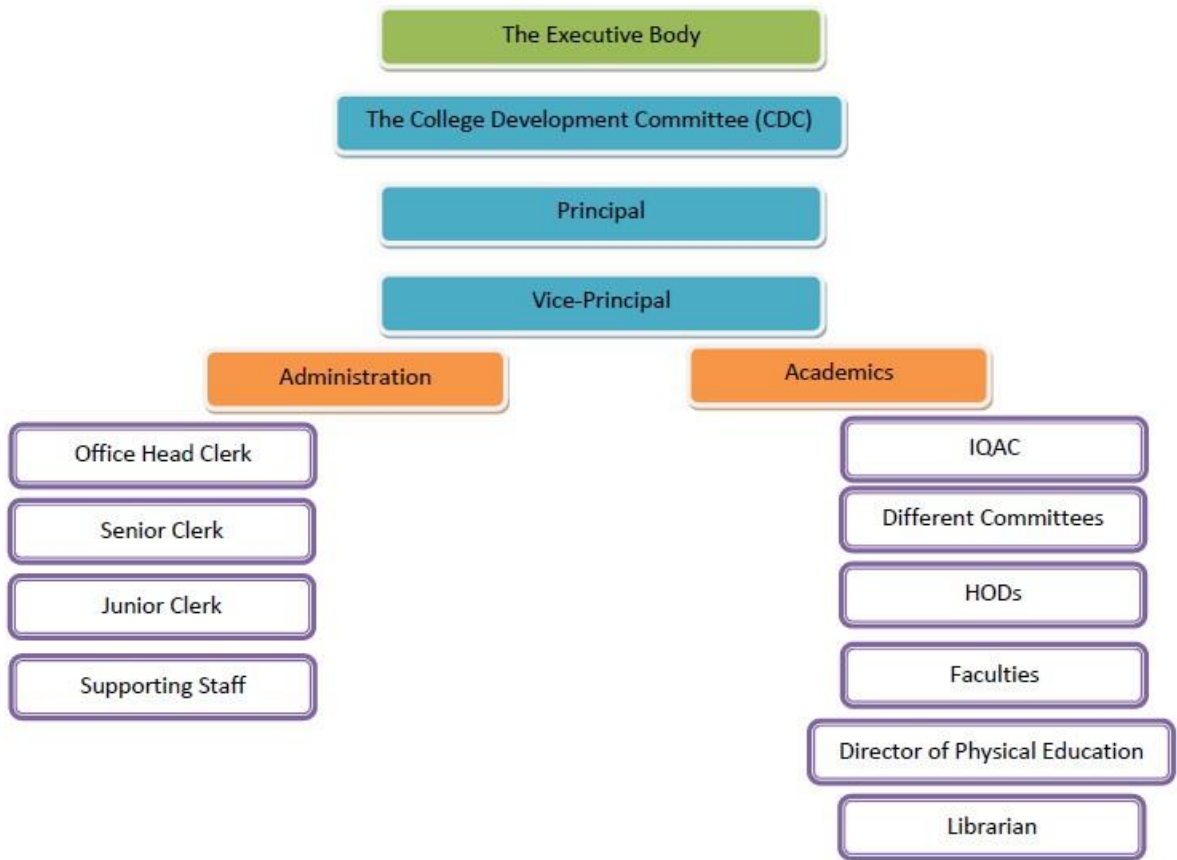 The Executive Body
The College Development Committee (CDC)
Principal
Vice-Principal
Administration
Academics
Office Head Clerk
Senior Clerk
Junior Clerk
Supporting Staff
IQAC
Different Committees
HODs
Faculties
Director of Physical Education
Librarian